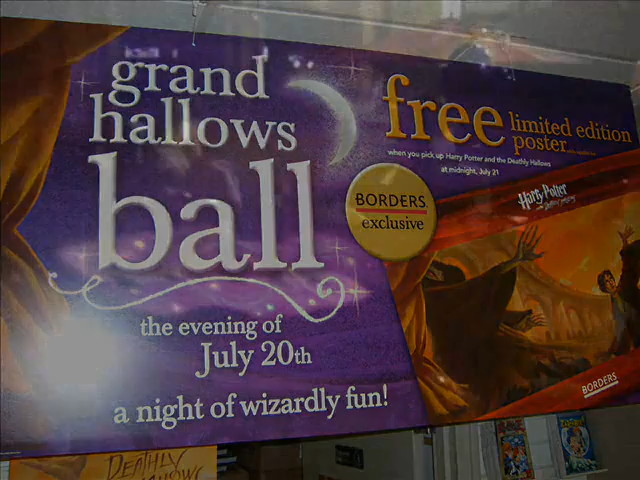 grand
hallows
ball
the evening of
July 20th
a night of wizardly fun!
free limited edition
poster
when you pick up Harry Potter and the Deathly Hallows
at midnight, July 21
BORDERS
exclusive
Harry Potter
BORDERS
DEATHLY